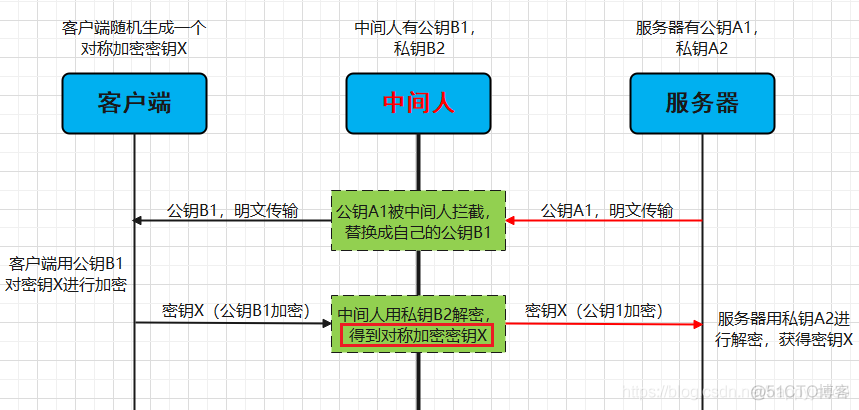 客户端随机生成一个
对称加密密钥X
中间人有公钥B1，
私钥B2
服务器有公钥A1，
私钥A2
客户端
中间人
服务器
公钥B1，明文传输
公钥A1被中间人拦截，
替换成自己的公钥B1
公钥A1，明文传输
客户端用公钥B1
对密钥X进行加密
密钥X（公钥B1加密）
中间人用私钥B2解密，
得到对称加密密钥X
密钥X（公钥1加密）
服务器用私钥A2进
行解密，获得密钥X
@51CTO博客